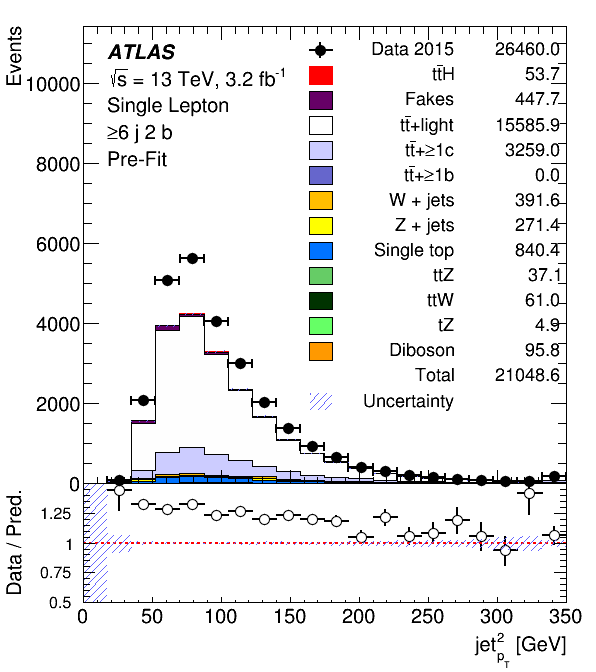 Events
ATLAS
√s = 13 TeV, 3.2 fb⁻¹
Single Lepton
≥6 j 2 b
Pre-Fit
Data 2015 26460.0
tt̄H 53.7
Fakes 447.7
tt̄+light 15585.9
tt̄+≥1c 3259.0
tt̄+≥1b 0.0
W + jets 391.6
Z + jets 271.4
Single top 840.4
ttZ 37.1
ttW 61.0
tZ 4.9
Diboson 95.8
Total 21048.6
Uncertainty
10000
8000
6000
4000
2000
0
Data / Pred.
1.25
1
0.75
0.5
0 50 100 150 200 250 300 350
jet²_pT [GeV]